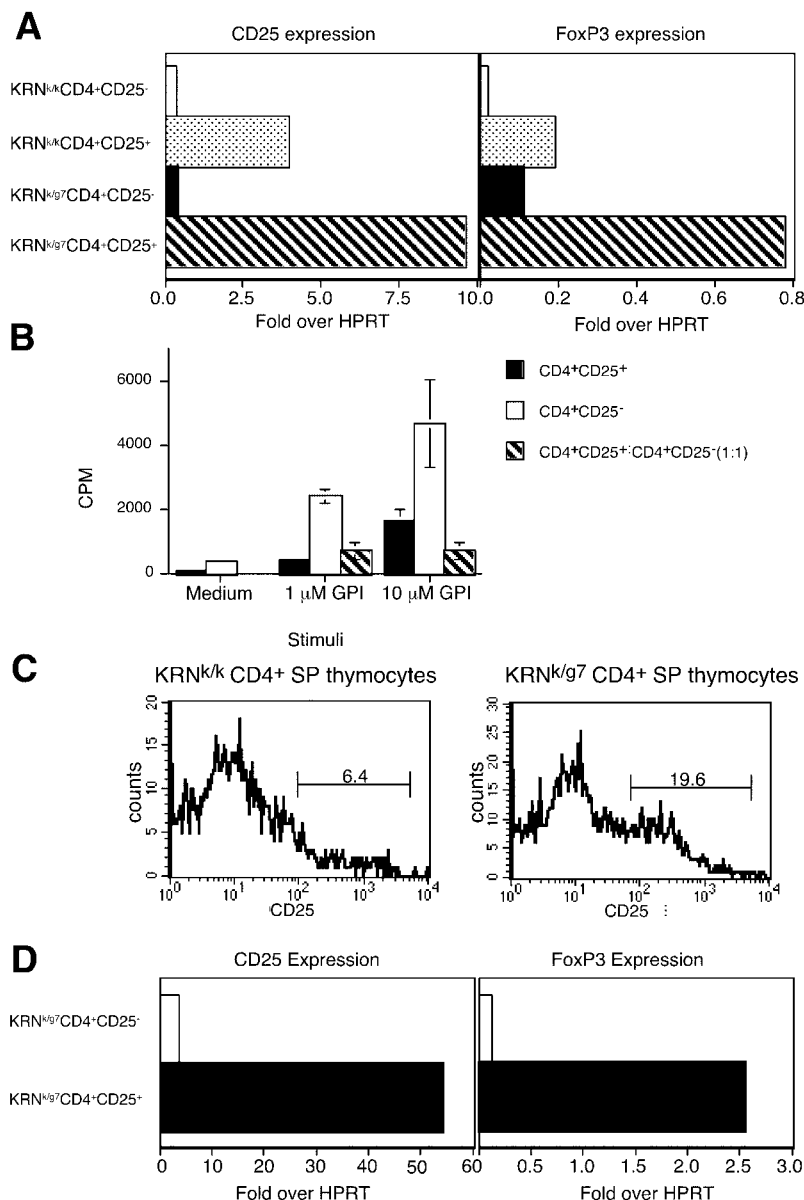 A
CD25 expression
FoxP3 expression
KRNk/kCD4+CD25-
KRNk/kCD4+CD25+
KRNk/g7CD4+CD25-
KRNk/g7CD4+CD25+
0.0 2.5 5.0 7.5 10.0
0.2 0.4 0.6 0.8
Fold over HPRT
Fold over HPRT
B
6000
4000
2000
0
CPM
CD4+CD25+
CD4+CD25-
CD4+CD25+:CD4+CD25-(1:1)
Medium 1 μM GPI 10 μM GPI
Stimuli
C
KRNk/k CD4+ SP thymocytes
KRNk/g7 CD4+ SP thymocytes
20
15
10
5
0
counts
6.4
100 101 102 10-3 104
CD25
30
25
20
15
10
5
0
counts
19.6
100 101 102 103 104
CD25
D
CD25 Expression
FoxP3 Expression
KRNk/g7CD4+CD25-
KRNk/g7CD4+CD25+
0 10 20 30 40 50 60
0.5 1.0 1.5 2.0 2.5 3.0
Fold over HPRT
Fold over HPRT